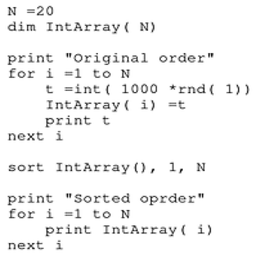 N =20
dim IntArray( N)
print "Original order"
for i =1 to N
    t =int( 1000 *rnd( 1))
    IntArray( i) =t
    print t
next i
sort IntArray(), 1, N
print "Sorted oprder"
for i =1 to N
    print IntArray( i)
next i